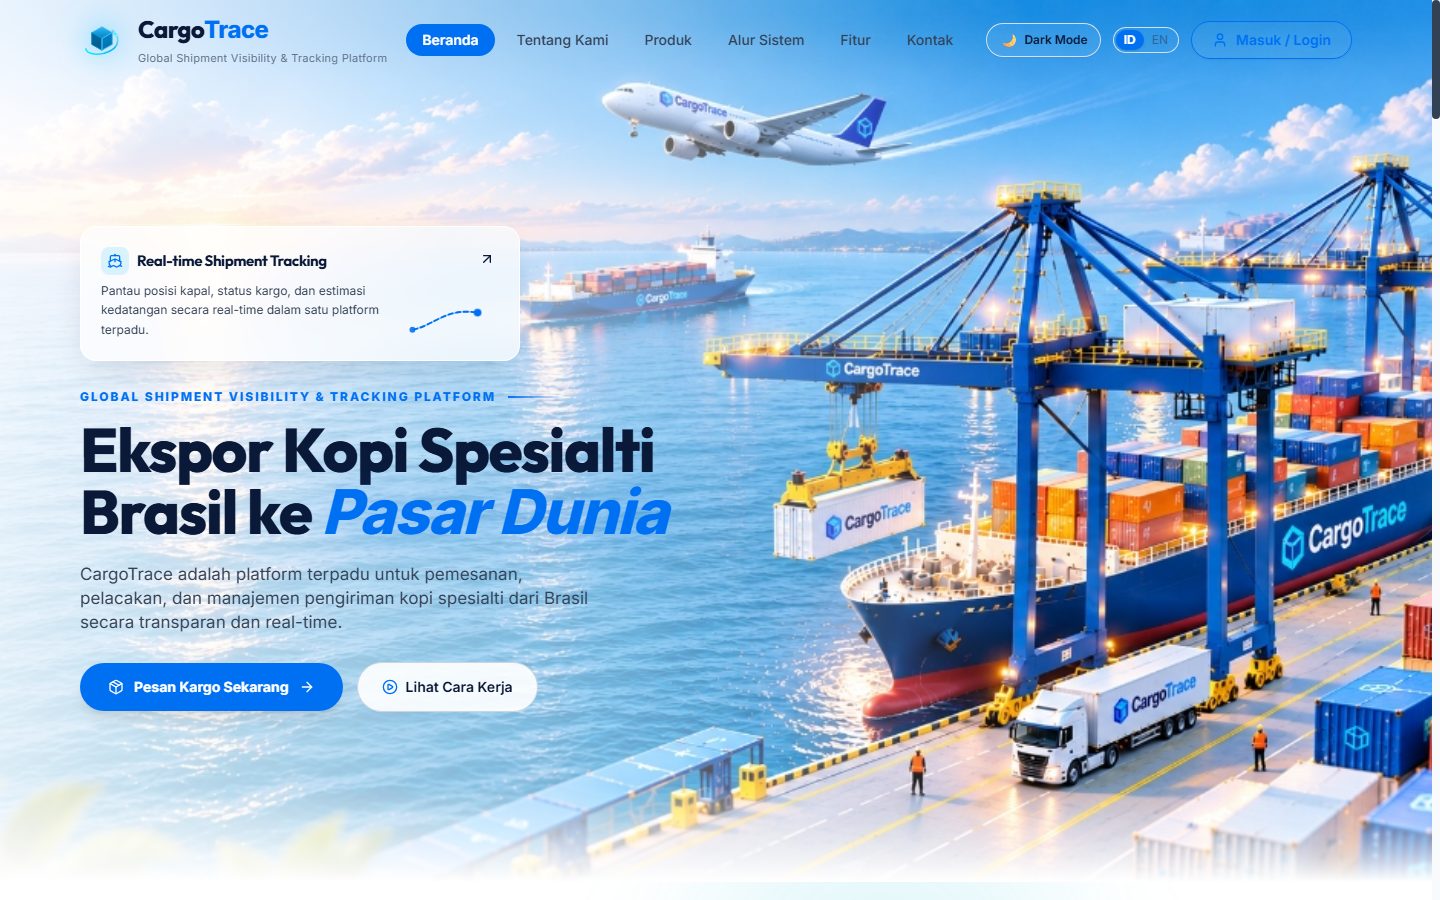 CargoTrace
Global Shipment Visibility & Tracking Platform
Beranda
Tentang Kami
Produk
Alur Sistem
Fitur
Kontak
Dark Mode
ID
EN
Masuk / Login
CargoTrace
Real-time Shipment Tracking
Pantau posisi kapal, status kargo, dan estimasi
kedatangan secara real-time dalam satu platform
terpadu.
CargoTrace
CargoTrace
GLOBAL SHIPMENT VISIBILITY & TRACKING PLATFORM
Ekspor Kopi Spesialti
Brasil ke Pasar Dunia
CargoTrace
CargoTrace
CargoTrace adalah platform terpadu untuk pemesanan,
pelacakan, dan manajemen pengiriman kopi spesialti dari Brasil
secara transparan dan real-time.
Pesan Kargo Sekarang
Lihat Cara Kerja
CargoTrace